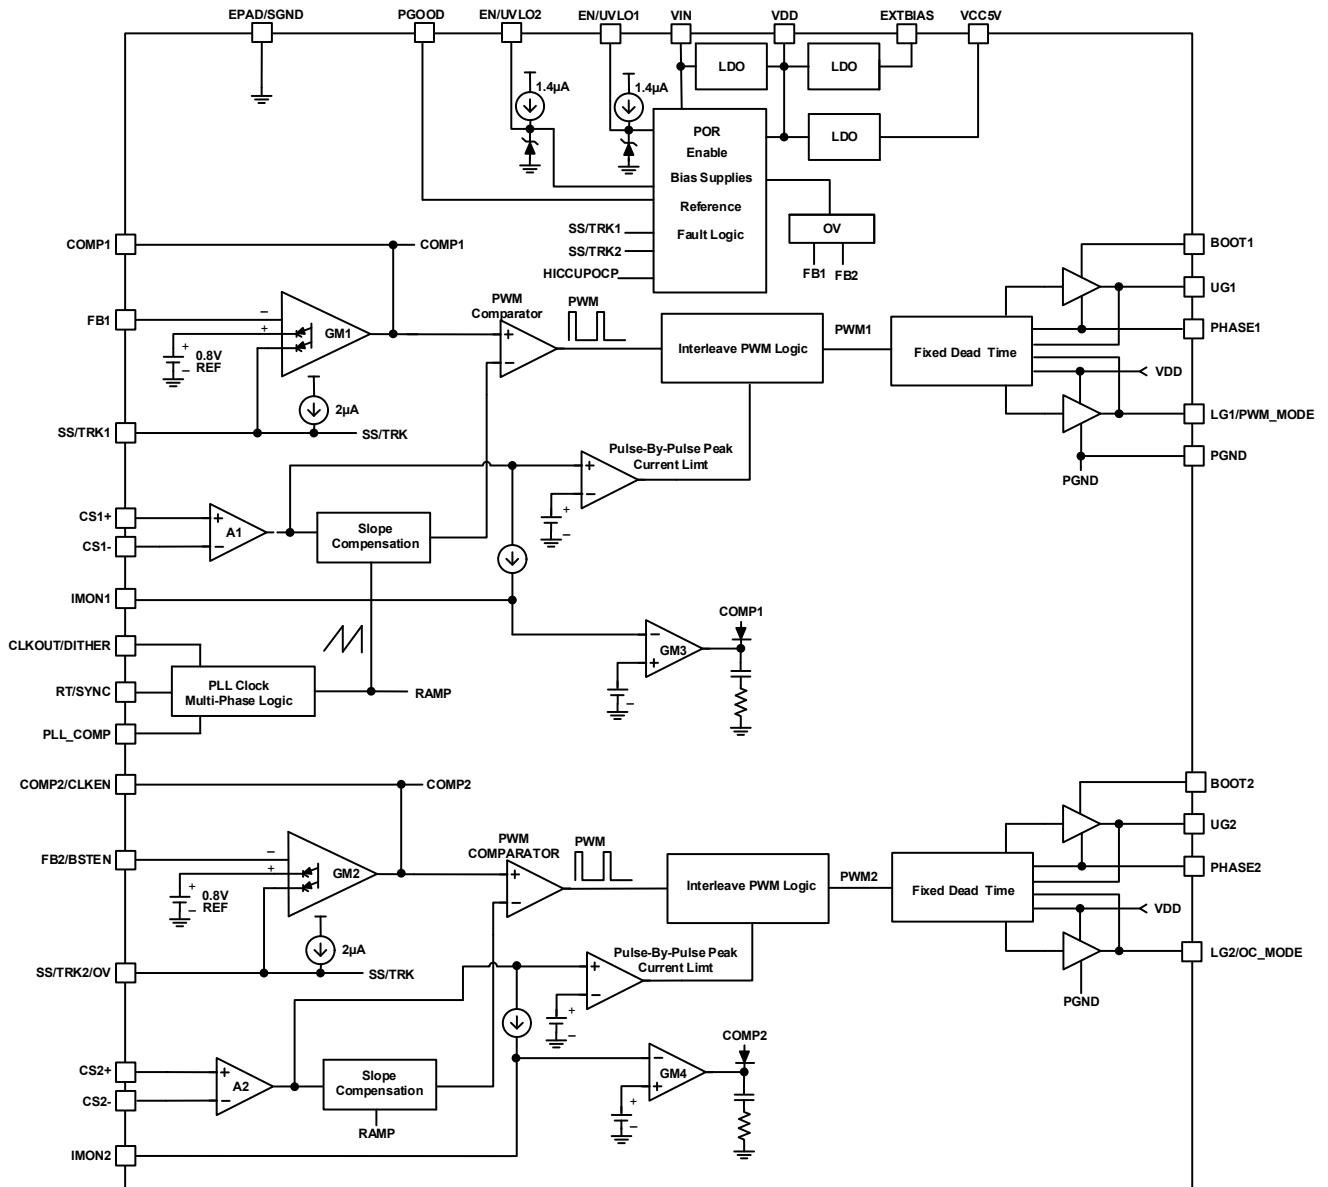 EPAD/SGND PGOOD EN/UVLO2 EN/UVLO1 VIN VDD EXTBIAS VCC5V
LDO LDO
1.4µA 1.4µA
LDO
POR
Enable
Bias Supplies
Reference
Fault Logic
SS/TRK1
SS/TRK2
HICCUPOCP
OV
FB1 FB2
COMP1 COMP1
BOOT1
FB1
− +
GM1
+ 0.8V
− REF
2µA
SS/TRK1 SS/TRK
PWM
Comparator
+
−
PWM
Interleave PWM Logic
PWM1
Fixed Dead Time
UG1
PHASE1
VDD
LG1/PWM_MODE
PGND
PGND
Pulse-By-Pulse Peak
Current Limt
+
−
+
−
CS1+ +
CS1- −
A1
Slope
Compensation
IMON1
COMP1
−
+
GM3
−
CLKOUT/DITHER
RT/SYNC
PLL_COMP
PLL Clock
Multi-Phase Logic
RAMP
COMP2/CLKEN COMP2
BOOT2
FB2/BSTEN
− +
GM2
+ 0.8V
− REF
2µA
SS/TRK2/OV SS/TRK
PWM
COMPARATOR
+
−
PWM
Interleave PWM Logic
PWM2
Fixed Dead Time
UG2
PHASE2
VDD
LG2/OC_MODE
PGND
Pulse-By-Pulse Peak
Current Limt
+
−
+
−
CS2+ +
CS2- −
A2
Slope
Compensation
RAMP
COMP2
−
+
GM4
+
−
IMON2